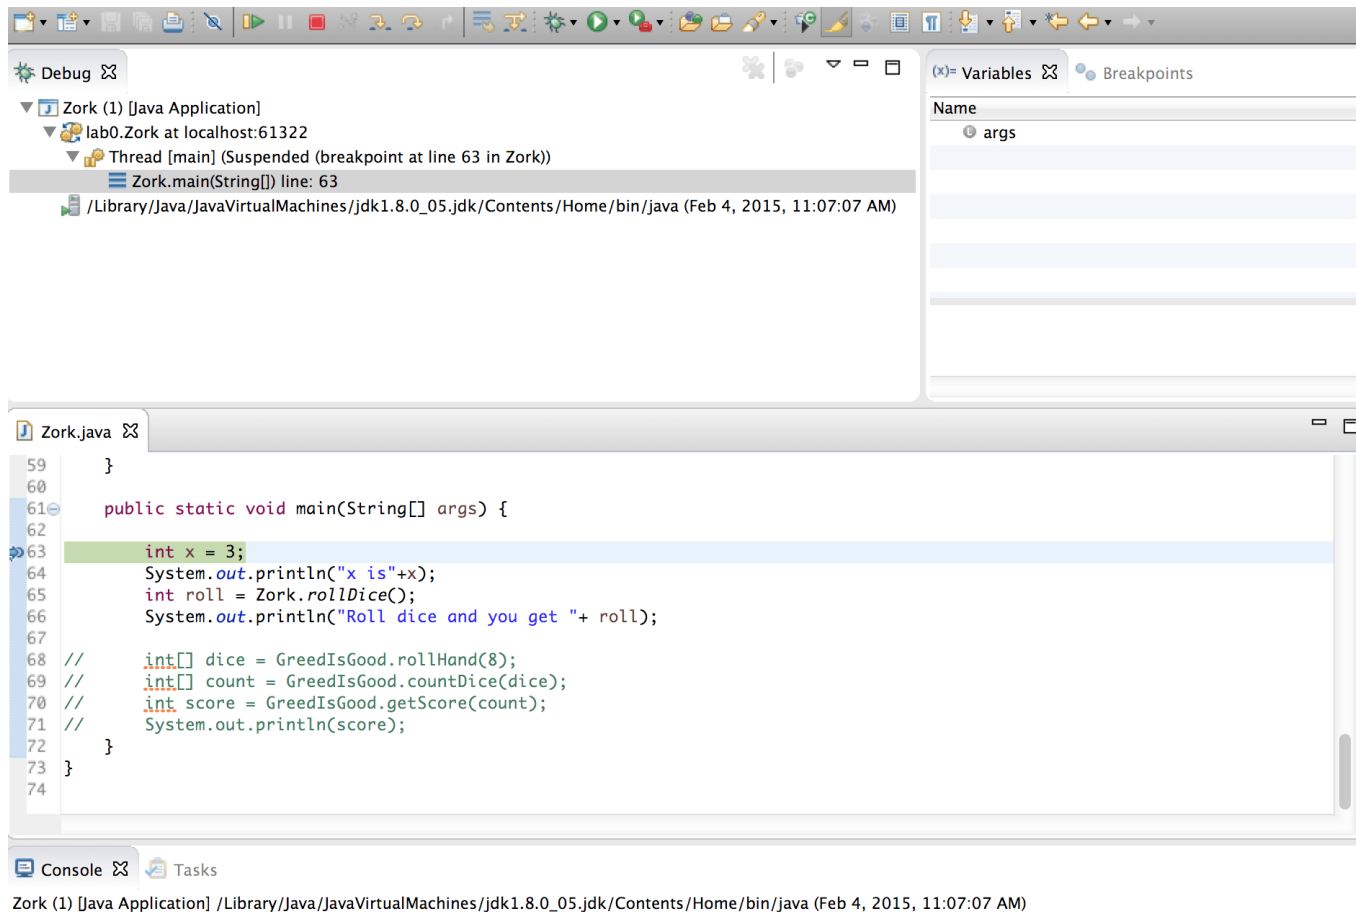 Debug
Zork (1) [Java Application]
lab0.Zork at localhost:61322
Thread [main] (Suspended (breakpoint at line 63 in Zork))
Zork.main(String[]) line: 63
/Library/Java/JavaVirtualMachines/jdk1.8.0_05.jdk/Contents/Home/bin/java (Feb 4, 2015, 11:07:07 AM)
(x)= Variables Breakpoints
Name
args
Zork.java
59 }
60
61 public static void main(String[] args) {
62
63 int x = 3;
64 System.out.println("x is"+x);
65 int roll = Zork.rollDice();
66 System.out.println("Roll dice and you get "+ roll);
67
68 // int[] dice = GreedIsGood.rollHand(8);
69 // int[] count = GreedIsGood.countDice(dice);
70 // int score = GreedIsGood.getScore(count);
71 // System.out.println(score);
72 }
73 }
74
Console Tasks
Zork (1) [Java Application] /Library/Java/JavaVirtualMachines/jdk1.8.0_05.jdk/Contents/Home/bin/java (Feb 4, 2015, 11:07:07 AM)